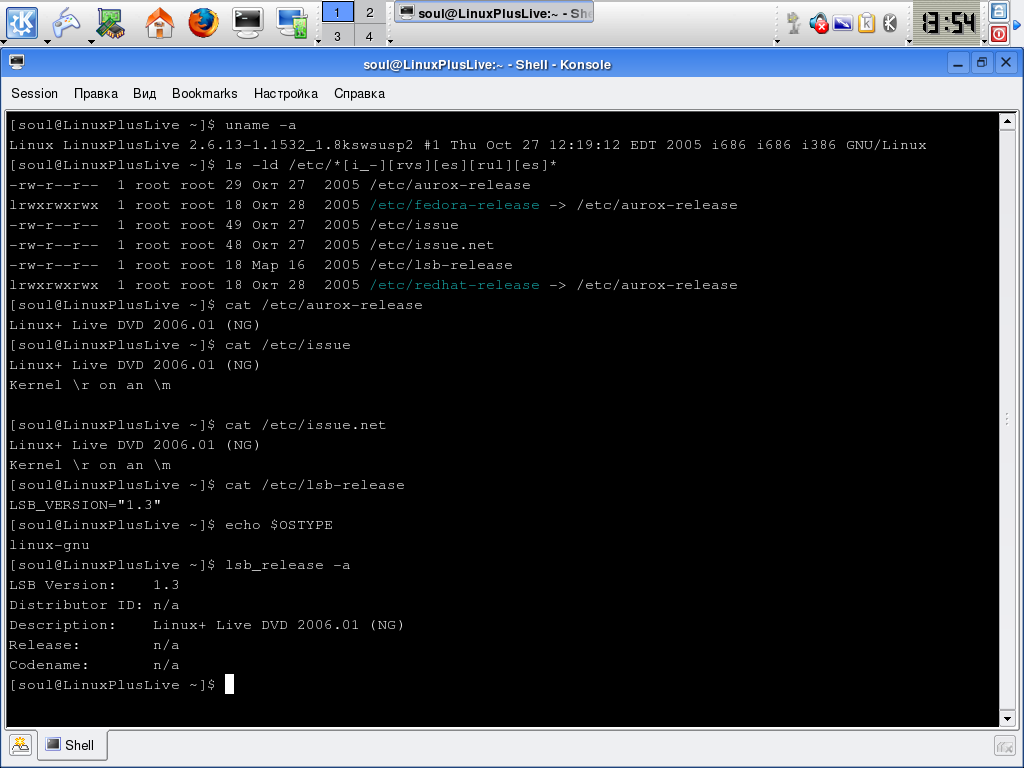 1 2
3 4
soul@LinuxPlusLive:~ - Sh
13:54
soul@LinuxPlusLive:~ - Shell - Konsole
Session Правка Вид Bookmarks Настройка Справка
[soul@LinuxPlusLive ~]$ uname -a
Linux LinuxPlusLive 2.6.13-1.1532_1.8kswsusp2 #1 Thu Oct 27 12:19:12 EDT 2005 i686 i686 i386 GNU/Linux
[soul@LinuxPlusLive ~]$ ls -ld /etc/*[i_-][rvs][es][rul][es]*
-rw-r--r--  1 root root 29 Окт 27  2005 /etc/aurox-release
lrwxrwxrwx  1 root root 18 Окт 28  2005 /etc/fedora-release -> /etc/aurox-release
-rw-r--r--  1 root root 49 Окт 27  2005 /etc/issue
-rw-r--r--  1 root root 48 Окт 27  2005 /etc/issue.net
-rw-r--r--  1 root root 18 Мар 16  2005 /etc/lsb-release
lrwxrwxrwx  1 root root 18 Окт 28  2005 /etc/redhat-release -> /etc/aurox-release
[soul@LinuxPlusLive ~]$ cat /etc/aurox-release
Linux+ Live DVD 2006.01 (NG)
[soul@LinuxPlusLive ~]$ cat /etc/issue
Linux+ Live DVD 2006.01 (NG)
Kernel \r on an \m
[soul@LinuxPlusLive ~]$ cat /etc/issue.net
Linux+ Live DVD 2006.01 (NG)
Kernel \r on an \m
[soul@LinuxPlusLive ~]$ cat /etc/lsb-release
LSB_VERSION="1.3"
[soul@LinuxPlusLive ~]$ echo $OSTYPE
linux-gnu
[soul@LinuxPlusLive ~]$ lsb_release -a
LSB Version:    1.3
Distributor ID: n/a
Description:    Linux+ Live DVD 2006.01 (NG)
Release:        n/a
Codename:       n/a
[soul@LinuxPlusLive ~]$
Shell